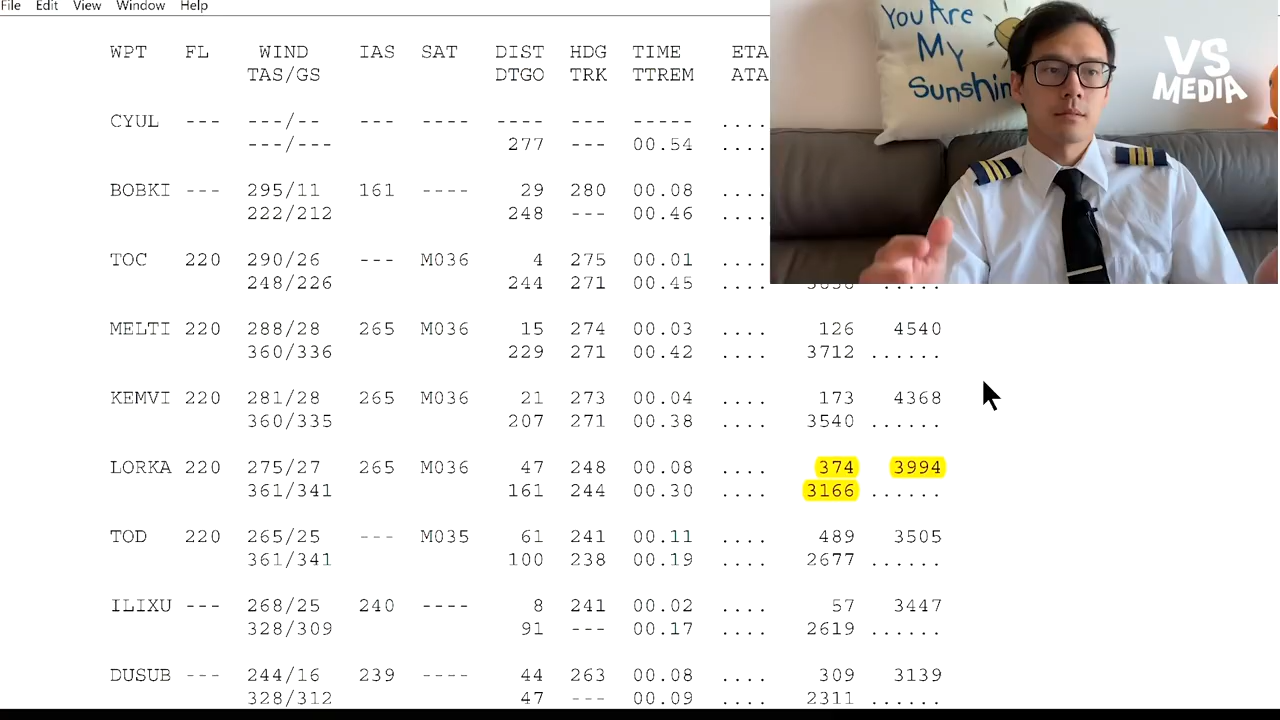 File Edit View Window Help
You Are
My
Sunshin
VS
MEDIA
WPT FL WIND IAS SAT DIST HDG TIME ETA
TAS/GS DTGO TRK TTREM ATA
CYUL --- ---/-- --- ---- ---- --- ----- ....
---/--- 277 --- 00.54 ....
BOBKI --- 295/11 161 ---- 29 280 00.08 ....
222/212 248 --- 00.46 ....
TOC 220 290/26 --- M036 4 275 00.01 ....
248/226 244 271 00.45 ....
MELTI 220 288/28 265 M036 15 274 00.03 .... 126 4540
360/336 229 271 00.42 .... 3712 ......
KEMVI 220 281/28 265 M036 21 273 00.04 .... 173 4368
360/335 207 271 00.38 .... 3540 ......
LORKA 220 275/27 265 M036 47 248 00.08 .... 374 3994
361/341 161 244 00.30 .... 3166 ......
TOD 220 265/25 --- M035 61 241 00.11 .... 489 3505
361/341 100 238 00.19 .... 2677 ......
ILIXU --- 268/25 240 ---- 8 241 00.02 .... 57 3447
328/309 91 --- 00.17 .... 2619 ......
DUSUB --- 244/16 239 ---- 44 263 00.08 .... 309 3139
328/312 47 --- 00.09 .... 2311 ......